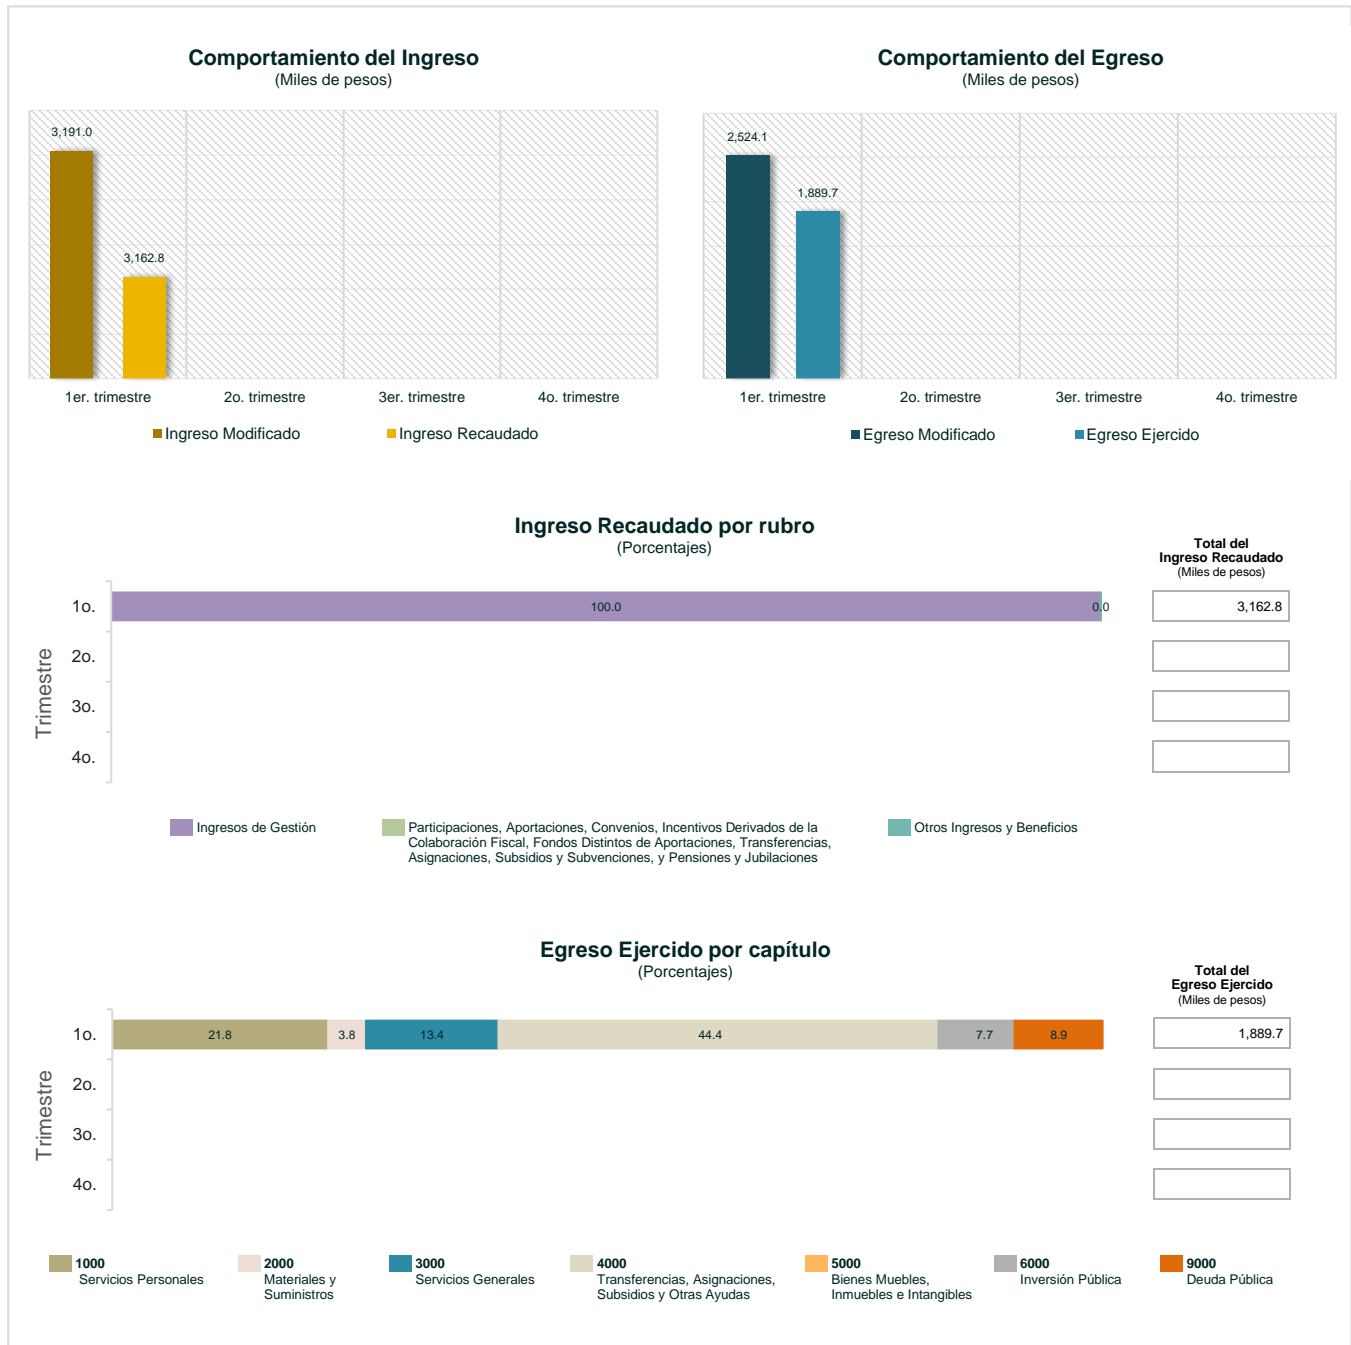 Comportamiento del Ingreso
(Miles de pesos)
3,191.0
3,162.8
1er. trimestre
2o. trimestre
3er. trimestre
4o. trimestre
Ingreso Modificado
Ingreso Recaudado
Comportamiento del Egreso
(Miles de pesos)
2,524.1
1,889.7
1er. trimestre
2o. trimestre
3er. trimestre
4o. trimestre
Egreso Modificado
Egreso Ejercido
Ingreso Recaudado por rubro
(Porcentajes)
Total del
Ingreso Recaudado
(Miles de pesos)
Trimestre
1o.
100.0
0.0
3,162.8
2o.
3o.
4o.
Ingresos de Gestión
Participaciones, Aportaciones, Convenios, Incentivos Derivados de la
Colaboración Fiscal, Fondos Distintos de Aportaciones, Transferencias,
Asignaciones, Subsidios y Subvenciones, y Pensiones y Jubilaciones
Otros Ingresos y Beneficios
Egreso Ejercido por capítulo
(Porcentajes)
Total del
Egreso Ejercido
(Miles de pesos)
Trimestre
1o.
21.8
3.8
13.4
44.4
7.7
8.9
1,889.7
2o.
3o.
4o.
1000
Servicios Personales
2000
Materiales y
Suministros
3000
Servicios Generales
4000
Transferencias, Asignaciones,
Subsidios y Otras Ayudas
5000
Bienes Muebles,
Inmuebles e Intangibles
6000
Inversión Pública
9000
Deuda Pública